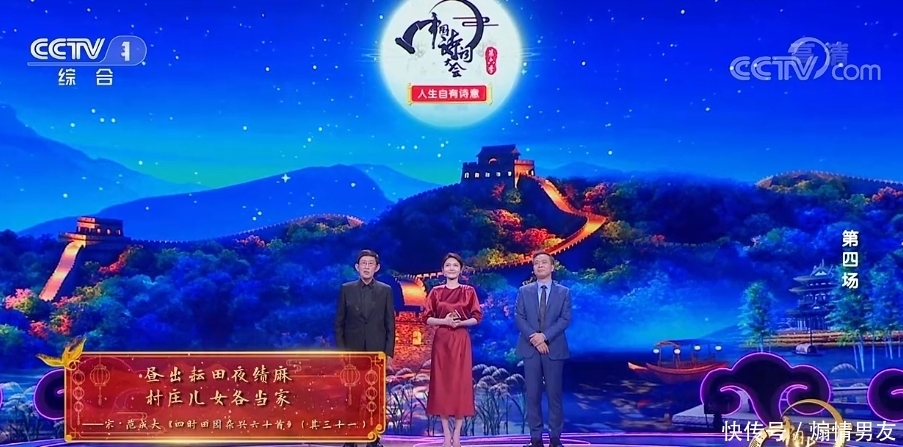 CCTV 1
综合
中国诗词大会
第六季
人生自有诗意
高清
CCTV com
第四场
昼出耘田夜绩麻
村庄儿女各当家
——宋·范成大《四时田园杂兴六十首》(其三十一)
快传号/煽情男友